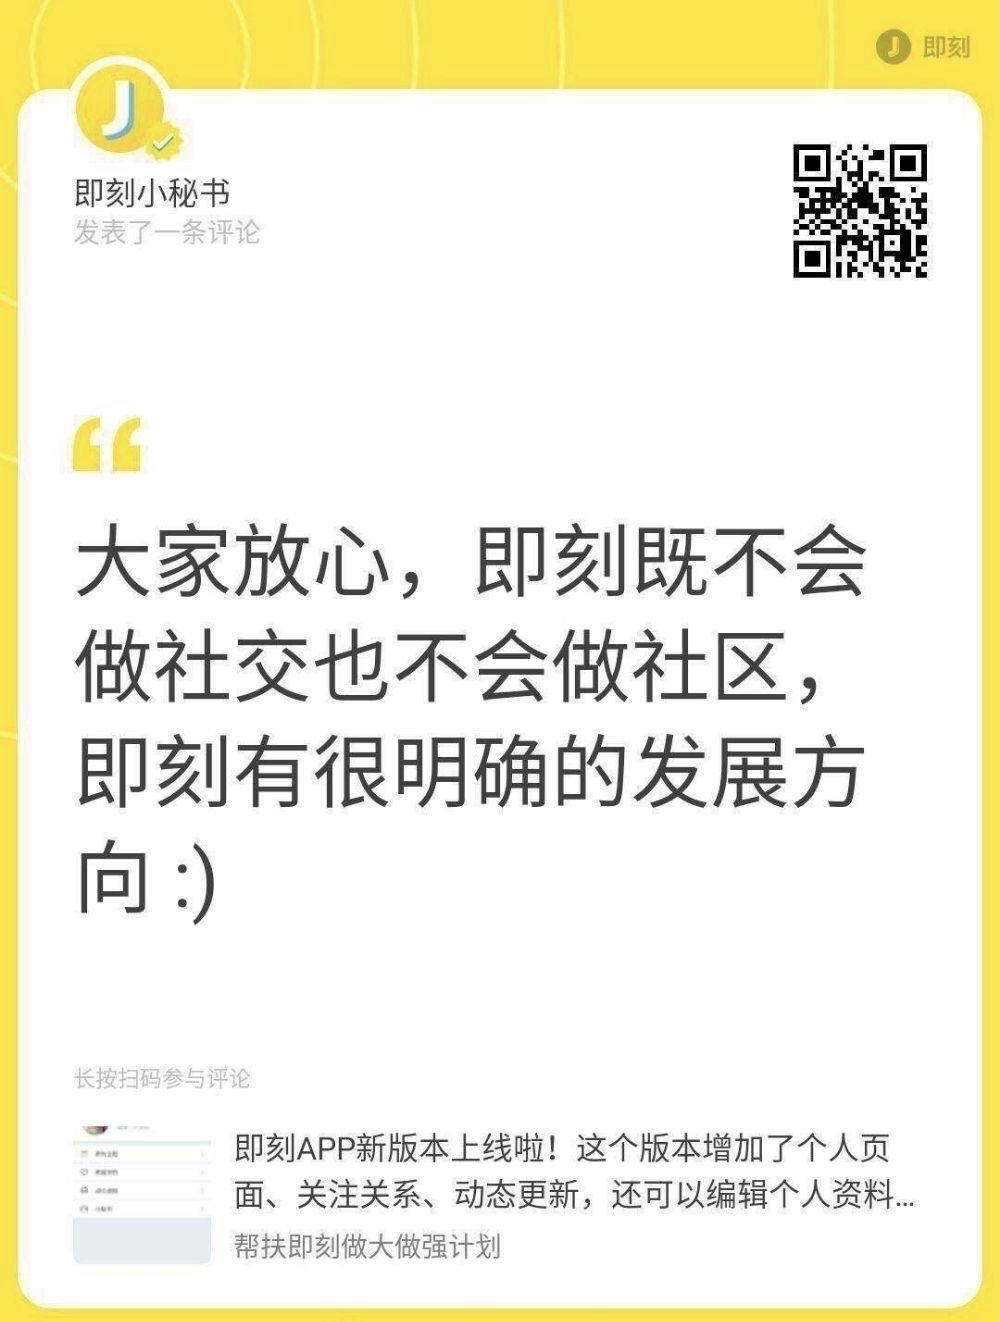 即刻
即刻小秘书
发表了一条评论
大家放心，即刻既不会
做社交也不会做社区，
即刻有很明确的发展方
向 :)
长按扫码参与评论
即刻APP新版本上线啦！这个版本增加了个人页
面、关注关系、动态更新，还可以编辑个人资料...
帮扶即刻做大做强计划